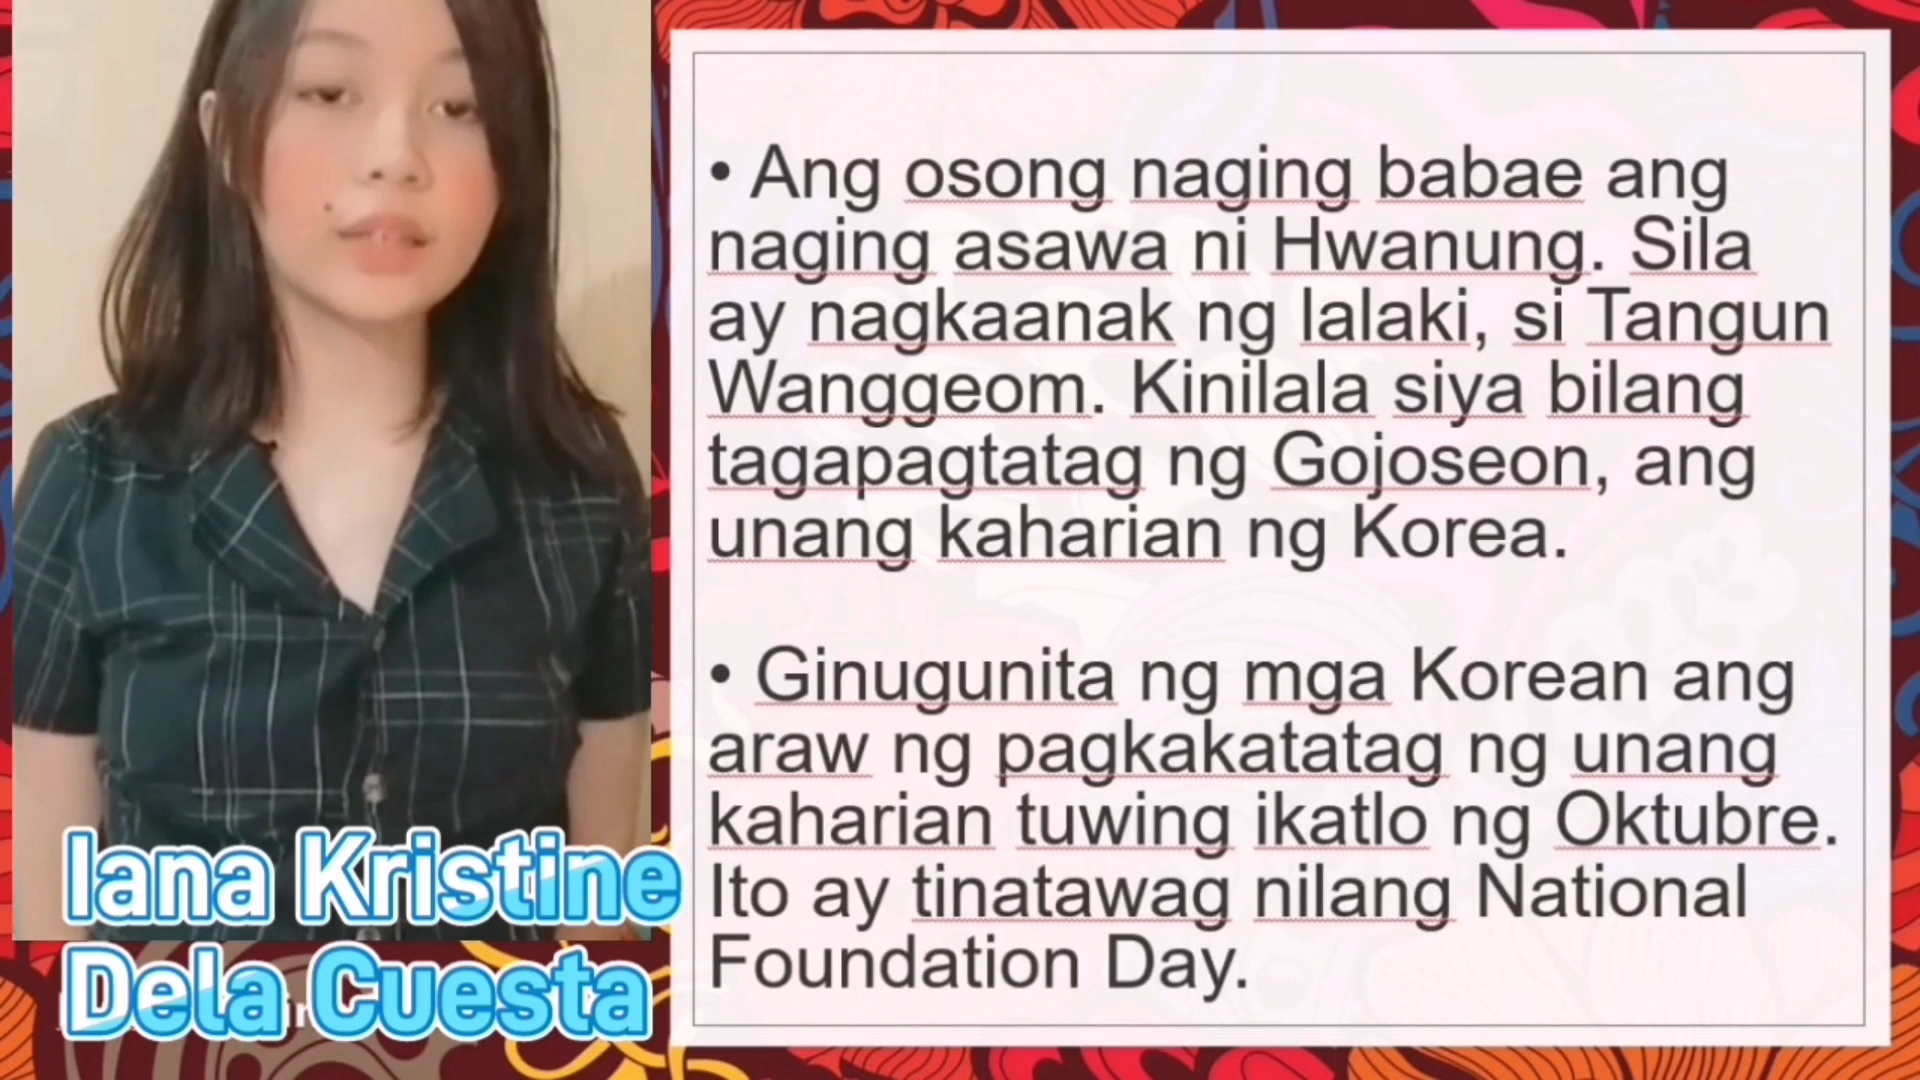 • Ang osong naging babae ang
naging asawa ni Hwanung. Sila
ay nagkaanak ng lalaki, si Tangun
Wanggeom. Kinilala siya bilang
tagapagtatag ng Gojoseon, ang
unang kaharian ng Korea.
• Ginugunita ng mga Korean ang
araw ng pagkakatatag ng unang
kaharian tuwing ikatlo ng Oktubre.
Ito ay tinatawag nilang National
Foundation Day.
Iana Kristine
Dela Cuesta